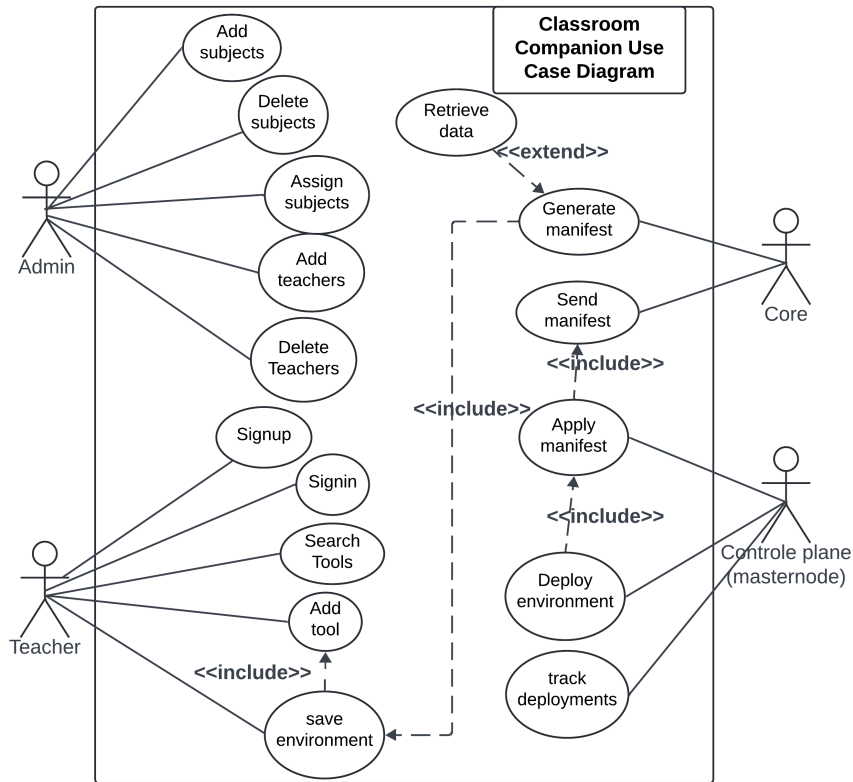 Classroom
Companion Use
Case Diagram
Add
subjects
Delete
subjects
Assign
subjects
Add
teachers
Delete
Teachers
Admin
Signup
Signin
Search
Tools
Add
tool
<<include>>
save
environment
Teacher
Retrieve
data
<<extend>>
Generate
manifest
Send
manifest
<<include>>
<<include>>
Apply
manifest
<<include>>
Deploy
environment
track
deployments
Core
Controle plane
(masternode)